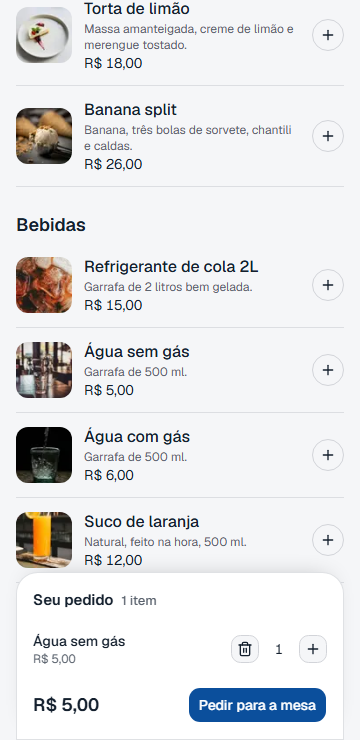 Torta de limão
Massa amanteigada, creme de limão e
merengue tostado.
R$ 18,00
Banana split
Banana, três bolas de sorvete, chantili
e caldas.
R$ 26,00
Bebidas
Refrigerante de cola 2L
Garrafa de 2 litros bem gelada.
R$ 15,00
Água sem gás
Garrafa de 500 ml.
R$ 5,00
Água com gás
Garrafa de 500 ml.
R$ 6,00
Suco de laranja
Natural, feito na hora, 500 ml.
R$ 12,00
Seu pedido 1 item
Água sem gás
R$ 5,00
1
R$ 5,00
Pedir para a mesa